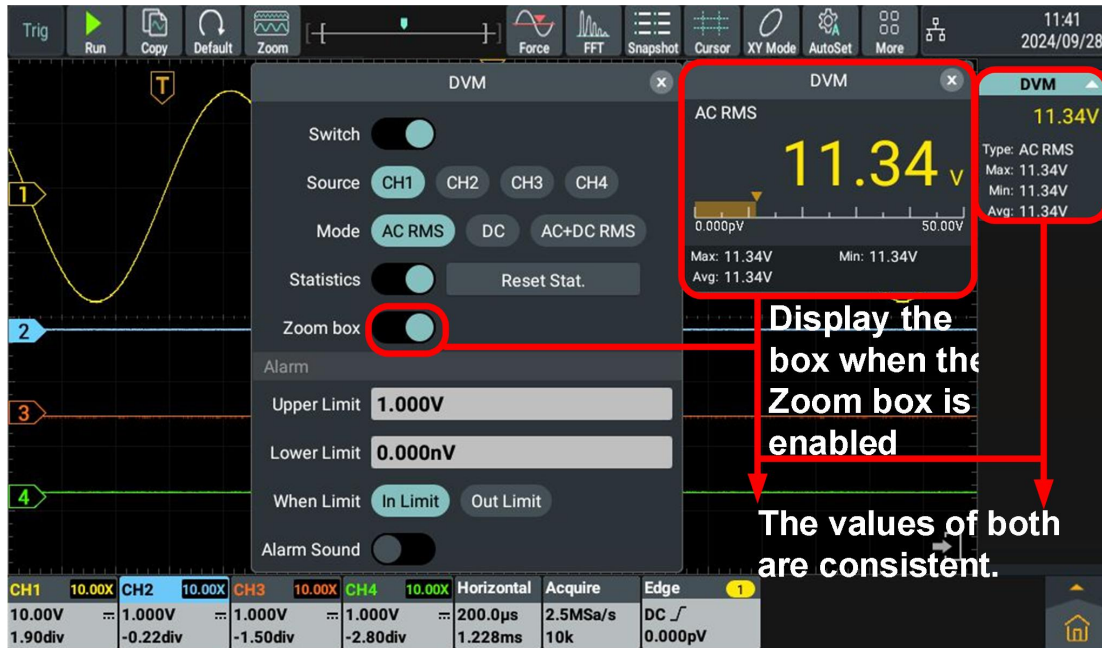 Trig Run Copy Default Zoom Force FFT Snapshot Cursor XY Mode AutoSet More 11:41
2024/09/28
T
DVM
Switch
Source CH1 CH2 CH3 CH4
Mode AC RMS DC AC+DC RMS
Statistics Reset Stat.
Zoom box
Alarm
Upper Limit 1.000V
Lower Limit 0.000nV
When Limit In Limit Out Limit
Alarm Sound
DVM
AC RMS
11.34 V
0.000pV 50.00V
Max: 11.34V Min: 11.34V
Avg: 11.34V
DVM
11.34V
Type: AC RMS
Max: 11.34V
Min: 11.34V
Avg: 11.34V
Display the
box when the
Zoom box is
enabled
The values of both
are consistent.
1
2
3
4
CH1 10.00X CH2 10.00X CH3 10.00X CH4 10.00X Horizontal Acquire Edge 1
10.00V 1.000V 1.000V 1.000V 200.0μs 2.5MSa/s DC
1.90div -0.22div -1.50div -2.80div 1.228ms 10k 0.000pV